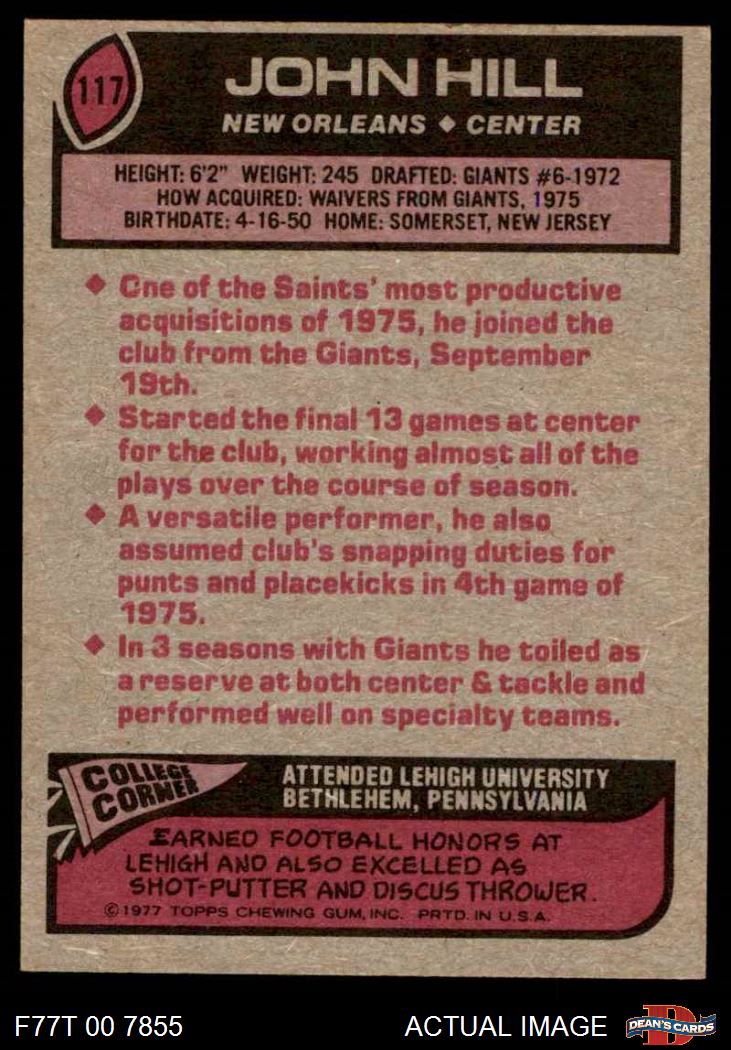 117
JOHN HILL
NEW ORLEANS ♦ CENTER
HEIGHT: 6'2" WEIGHT: 245 DRAFTED: GIANTS #6-1972
HOW ACQUIRED: WAIVERS FROM GIANTS, 1975
BIRTHDATE: 4-16-50 HOME: SOMERSET, NEW JERSEY
♦ One of the Saints' most productive
acquisitions of 1975, he joined the
club from the Giants, September
19th.
♦ Started the final 13 games at center
for the club, working almost all of the
plays over the course of season.
♦ A versatile performer, he also
assumed club's snapping duties for
punts and placekicks in 4th game of
1975.
♦ In 3 seasons with Giants he toiled as
a reserve at both center & tackle and
performed well on specialty teams.
COLLEGE
CORNER
ATTENDED LEHIGH UNIVERSITY
BETHLEHEM, PENNSYLVANIA
EARNED FOOTBALL HONORS AT
LEHIGH AND ALSO EXCELLED AS
SHOT-PUTTER AND DISCUS THROWER.
©1977 TOPPS CHEWING GUM, INC. PRTD. IN U.S.A.
F77T 00 7855
ACTUAL IMAGE
D
DEAN'S CARDS